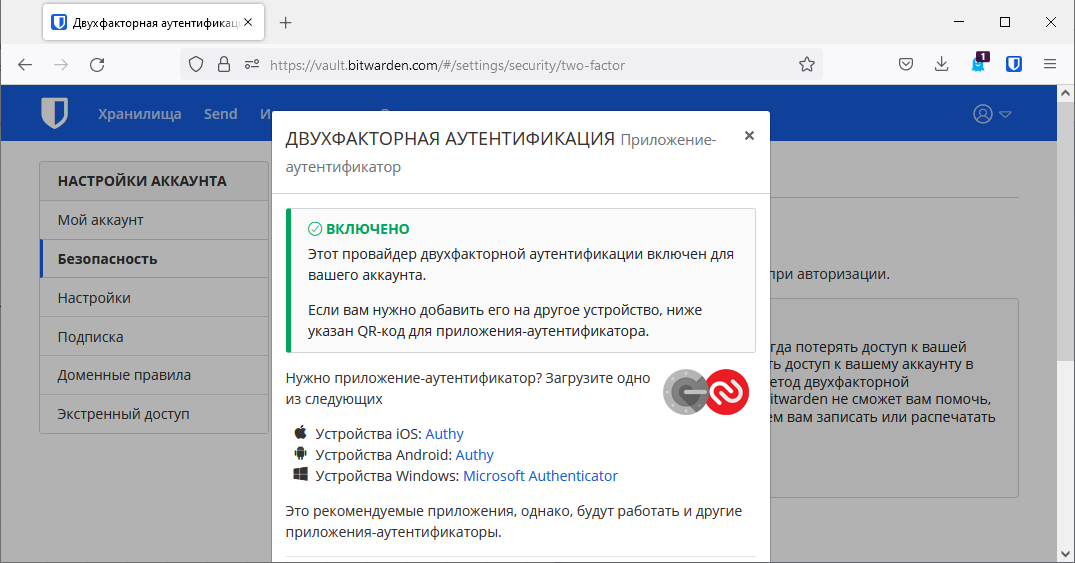 Двухфакторная аутентификаци
https://vault.bitwarden.com/#/settings/security/two-factor
1
Хранилища Send
ДВУХФАКТОРНАЯ АУТЕНТИФИКАЦИЯ Приложение-
аутентификатор
НАСТРОЙКИ АККАУНТА
Мой аккаунт
Безопасность
Настройки
Подписка
Доменные правила
Экстренный доступ
ВКЛЮЧЕНО
Этот провайдер двухфакторной аутентификации включен для
вашего аккаунта.
Если вам нужно добавить его на другое устройство, ниже
указан QR-код для приложения-аутентификатора.
Нужно приложение-аутентификатор? Загрузите одно
из следующих
Устройства iOS: Authy
Устройства Android: Authy
Устройства Windows: Microsoft Authenticator
Это рекомендуемые приложения, однако, будут работать и другие
приложения-аутентификаторы.
при авторизации.
гда потерять доступ к вашей
ть доступ к вашему аккаунту в
етод двухфакторной
itwarden не сможет вам помочь,
ем вам записать или распечатать